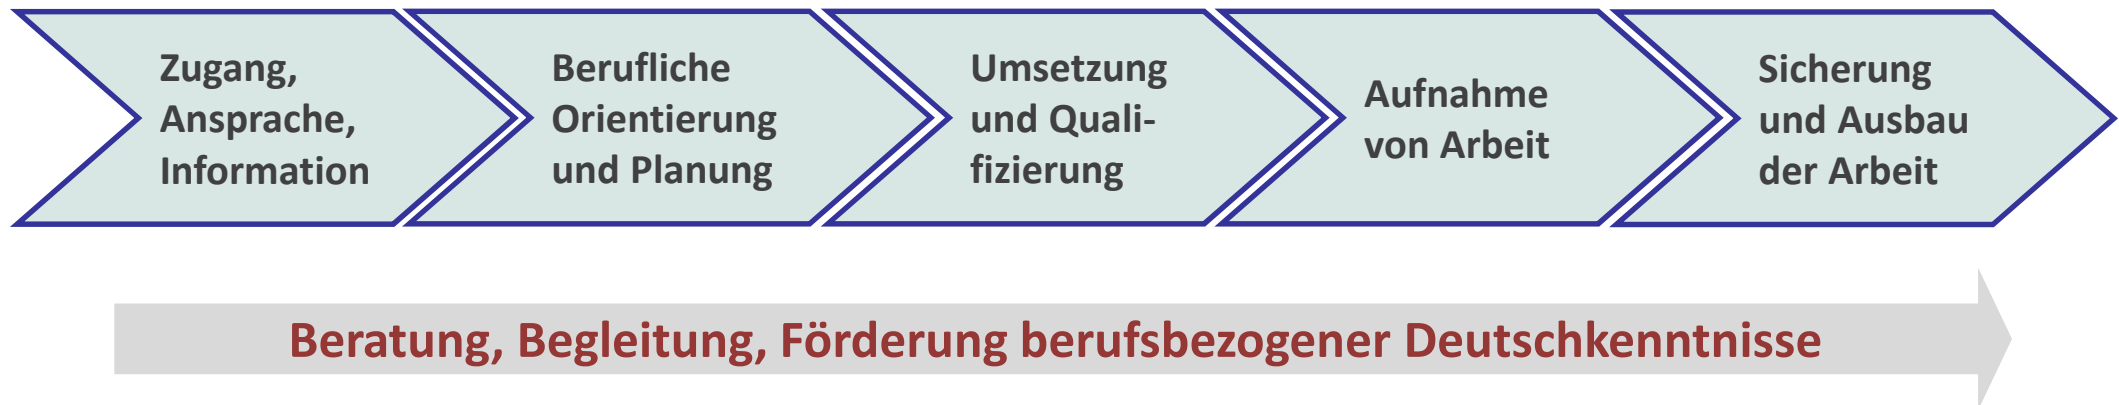 Zugang,
Ansprache,
Information
Berufliche
Orientierung
und Planung
Umsetzung
und Quali-
fizierung
Aufnahme
von Arbeit
Sicherung
und Ausbau
der Arbeit
Beratung, Begleitung, Förderung berufsbezogener Deutschkenntnisse